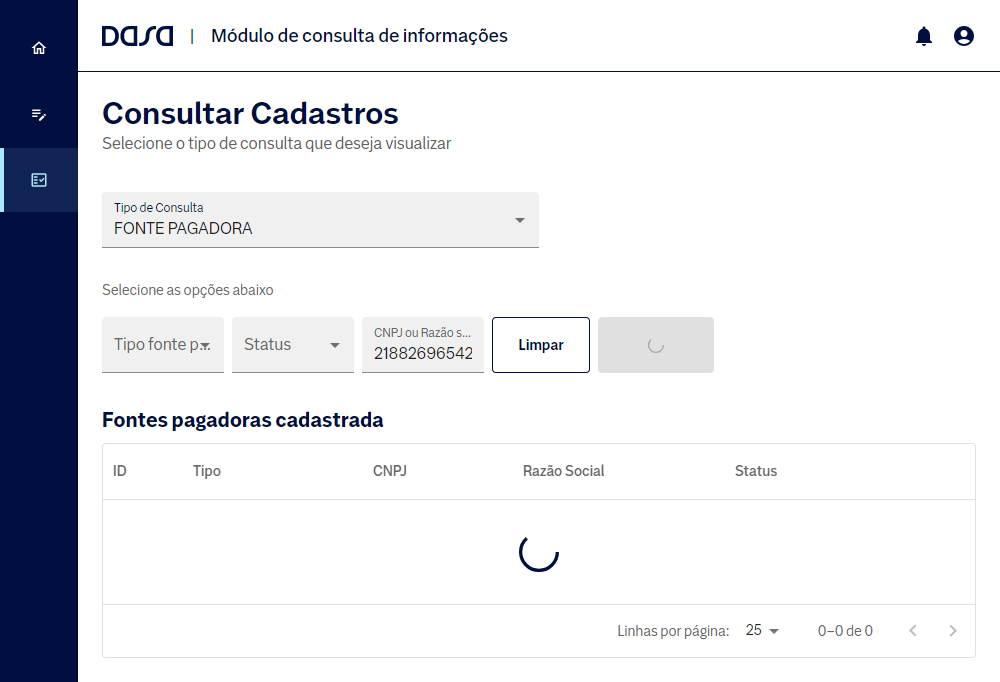 DASA | Módulo de consulta de informações
Consultar Cadastros
Selecione o tipo de consulta que deseja visualizar
Tipo de Consulta
FONTE PAGADORA
Selecione as opções abaixo
Tipo fonte p...
Status
CNPJ ou Razão s...
21882696542
Limpar
Fontes pagadoras cadastrada
ID Tipo CNPJ Razão Social Status
Linhas por página: 25 0–0 de 0